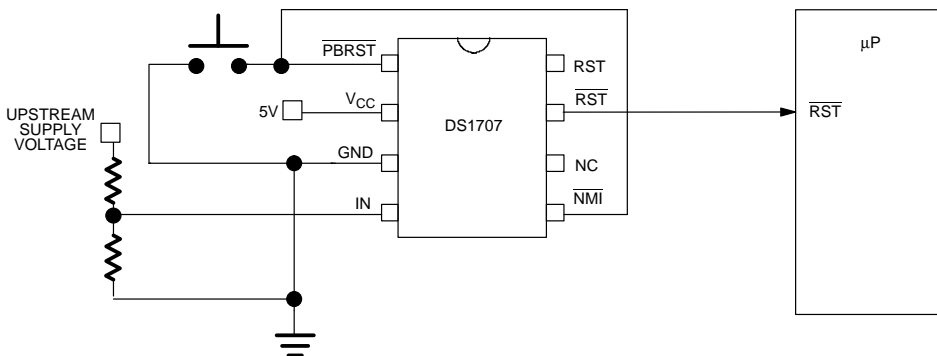 PBRST
RST
μP
5V
VCC
DS1707
RST
RST
UPSTREAM
SUPPLY
VOLTAGE
GND
NC
IN
NMI